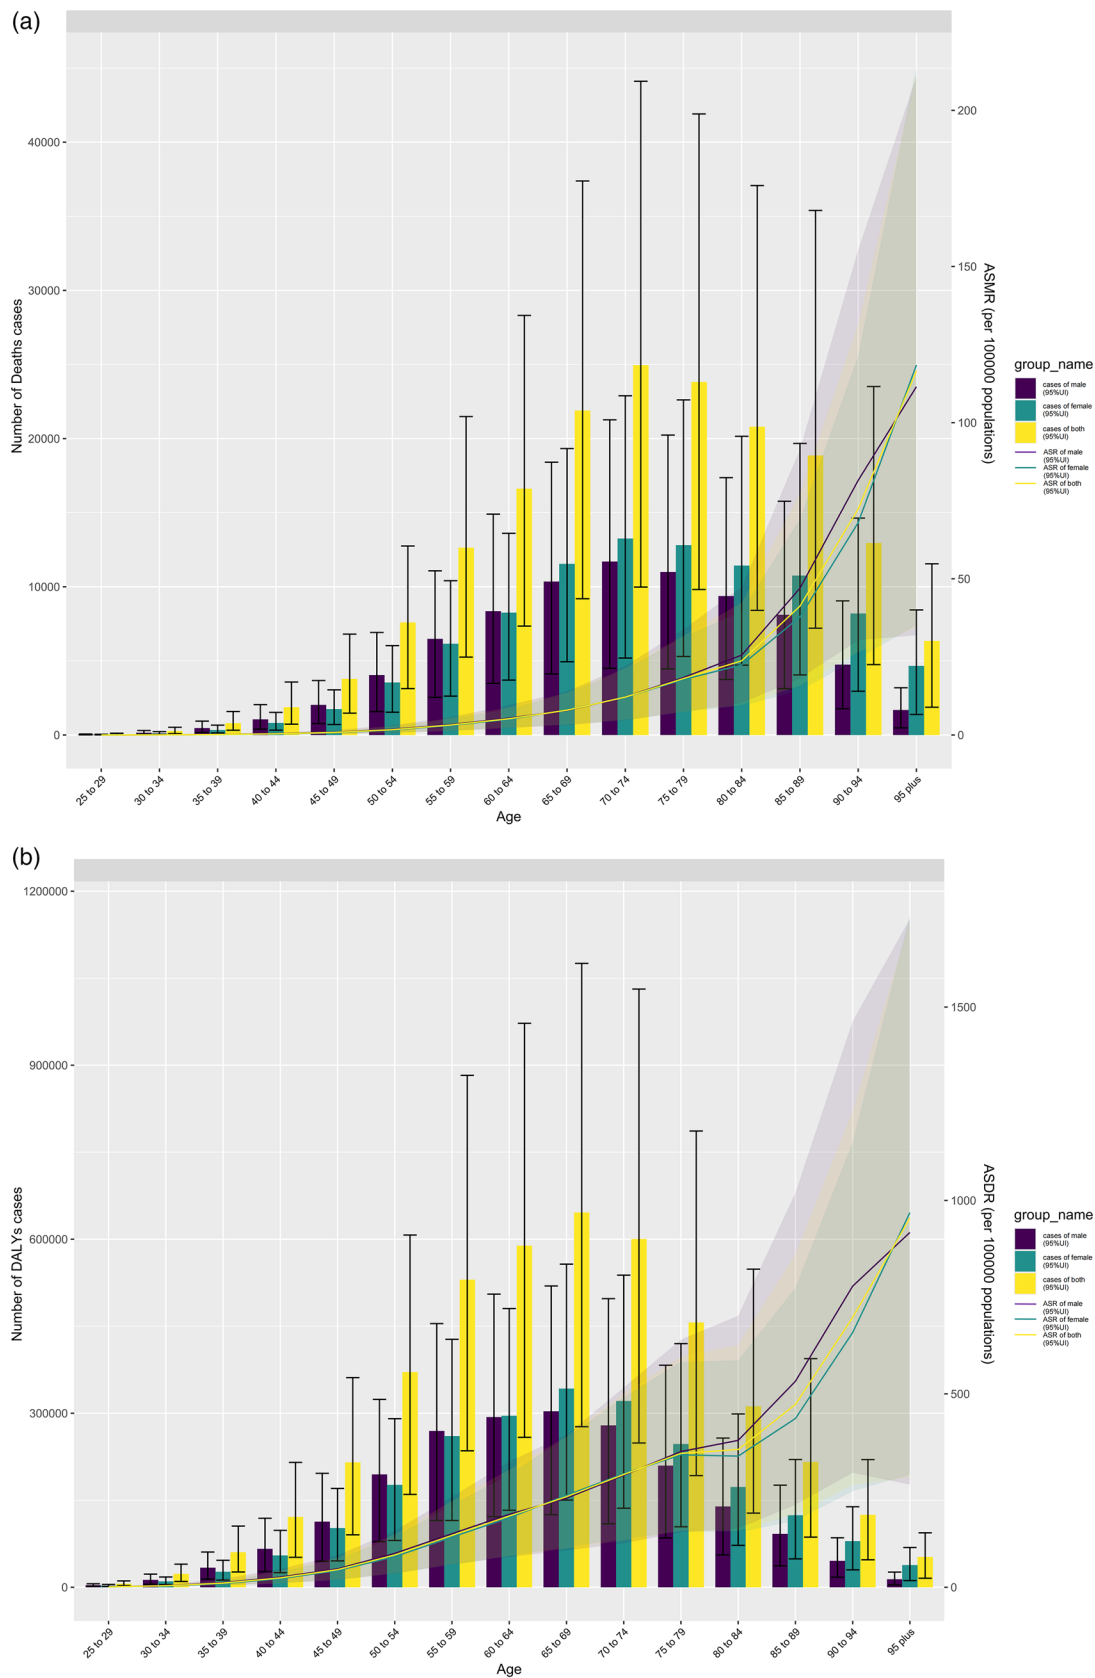 (a)
40000
30000
20000
10000
0
Number of Deaths cases
200
150
100
50
0
ASMR (per 100000 populations)
25 to 29
30 to 34
35 to 39
40 to 44
45 to 49
50 to 54
55 to 59
60 to 64
65 to 69
70 to 74
75 to 79
80 to 84
85 to 89
90 to 94
95 plus
Age
group_name
cases of male
(95%UI)
cases of female
(95%UI)
cases of both
(95%UI)
ASR of male
(95%UI)
ASR of female
(95%UI)
ASR of both
(95%UI)
(b)
1200000
900000
600000
300000
0
Number of DALYs cases
1500
1000
500
0
ASDR (per 100000 populations)
25 to 29
30 to 34
35 to 39
40 to 44
45 to 49
50 to 54
55 to 59
60 to 64
65 to 69
70 to 74
75 to 79
80 to 84
85 to 89
90 to 94
95 plus
Age
group_name
cases of male
(95%UI)
cases of female
(95%UI)
cases of both
(95%UI)
ASR of male
(95%UI)
ASR of female
(95%UI)
ASR of both
(95%UI)